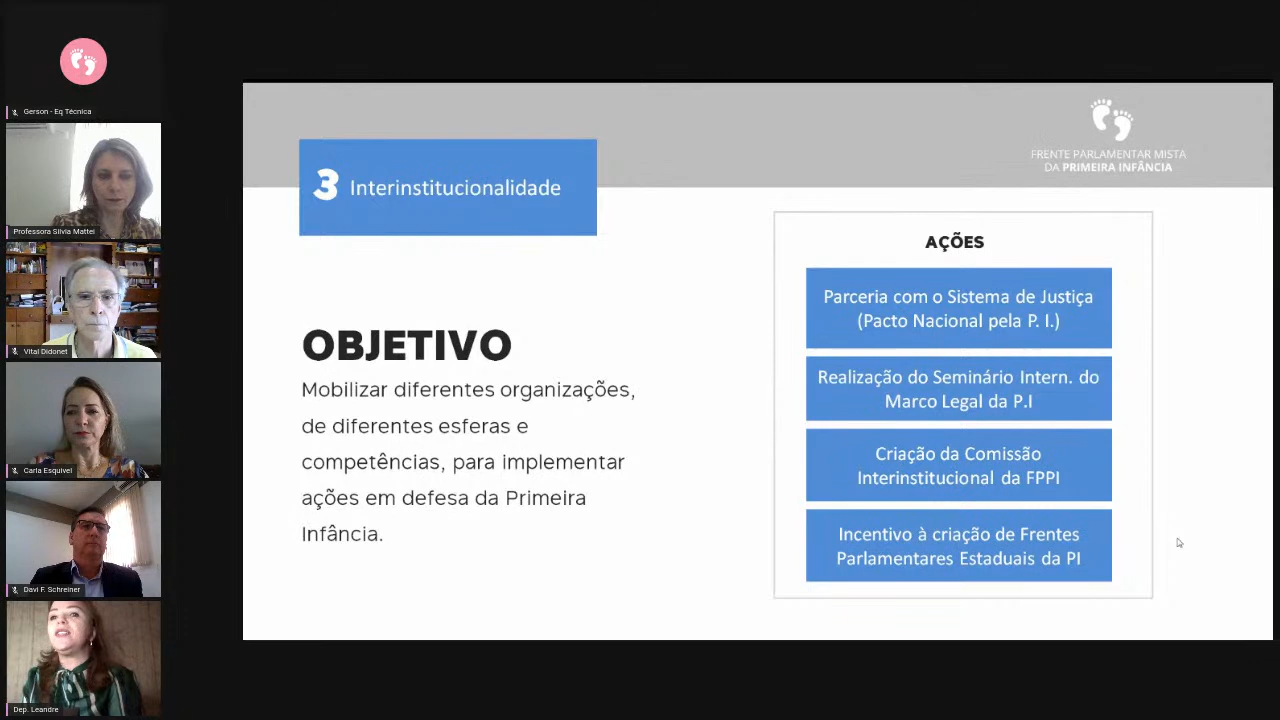 Gerson - Eq Técnica
Professora Silvia Mattei
Vital Didonet
Carla Esquivel
Davi F. Schreiner
Dep. Leandre
FRENTE PARLAMENTAR MISTA
DA PRIMEIRA INFÂNCIA
3 Interinstitucionalidade
OBJETIVO
Mobilizar diferentes organizações,
de diferentes esferas e
competências, para implementar
ações em defesa da Primeira
Infância.
AÇÕES
Parceria com o Sistema de Justiça
(Pacto Nacional pela P. I.)
Realização do Seminário Intern. do
Marco Legal da P.I
Criação da Comissão
Interinstitucional da FPPI
Incentivo à criação de Frentes
Parlamentares Estaduais da PI